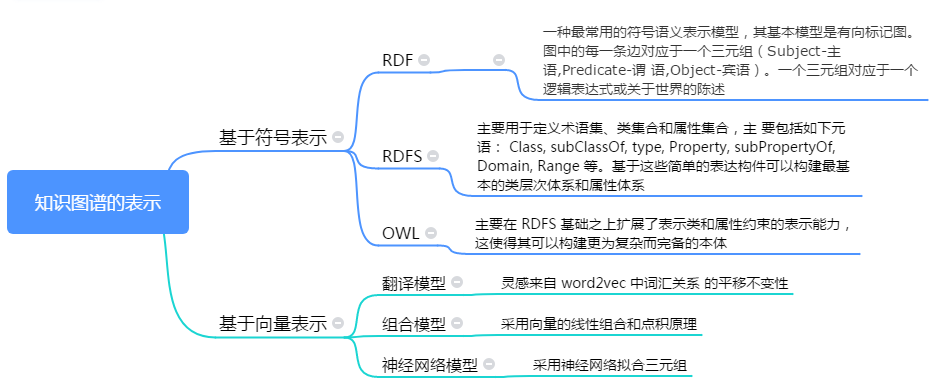 知识图谱的表示
基于符号表示
RDF
一种最常用的符号语义表示模型，其基本模型是有向标记图。
图中的每一条边对应于一个三元组（Subject-主
语,Predicate-谓 语,Object-宾语）。一个三元组对应于一个
逻辑表达式或关于世界的陈述
RDFS
主要用于定义术语集、类集合和属性集合，主 要包括如下元
语： Class, subClassOf, type, Property, subPropertyOf,
Domain, Range 等。基于这些简单的表达构件可以构建最基
本的类层次体系和属性体系
OWL
主要在 RDFS 基础之上扩展了表示类和属性约束的表示能力，
这使得其可以构建更为复杂而完备的本体
基于向量表示
翻译模型
灵感来自 word2vec 中词汇关系 的平移不变性
组合模型
采用向量的线性组合和点积原理
神经网络模型
采用神经网络拟合三元组